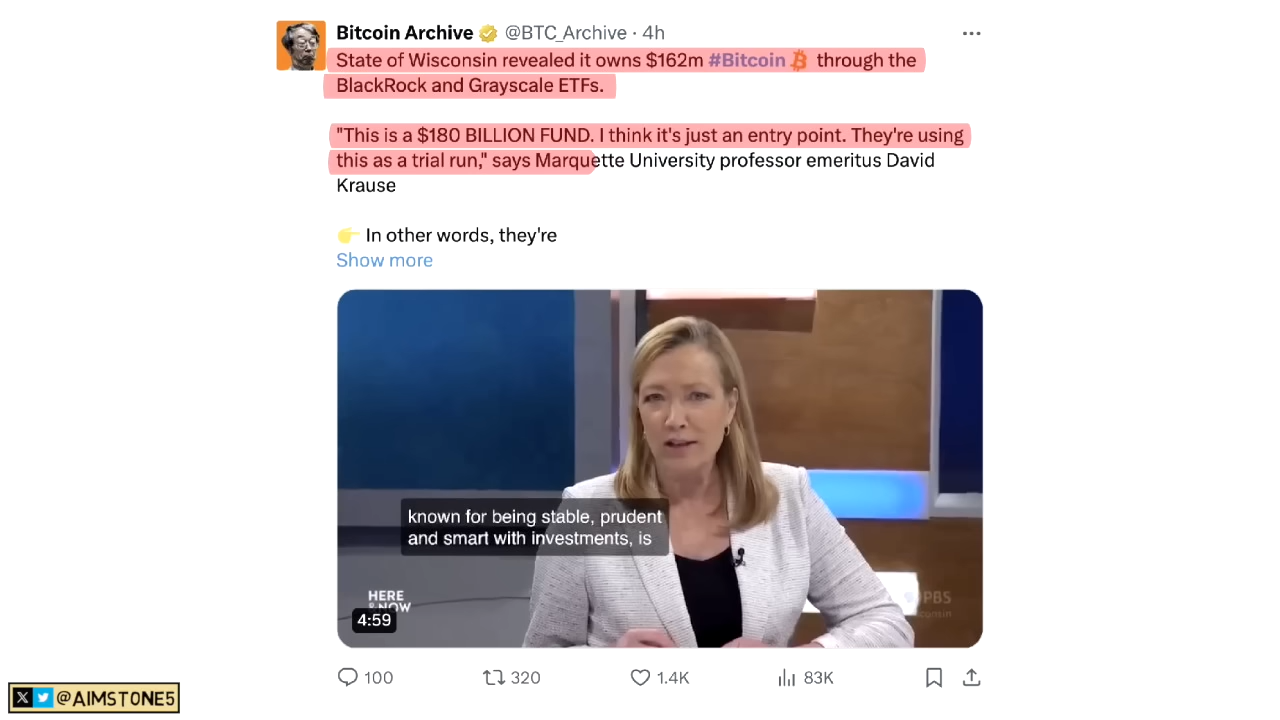 Bitcoin Archive @BTC_Archive · 4h
State of Wisconsin revealed it owns $162m #Bitcoin through the
BlackRock and Grayscale ETFs.
"This is a $180 BILLION FUND. I think it's just an entry point. They're using
this as a trial run," says Marquette University professor emeritus David
Krause
In other words, they're
Show more
known for being stable, prudent
and smart with investments, is
HERE
& NOW
PBS
4:59
100 320 1.4K 83K
@AIMSTONE5